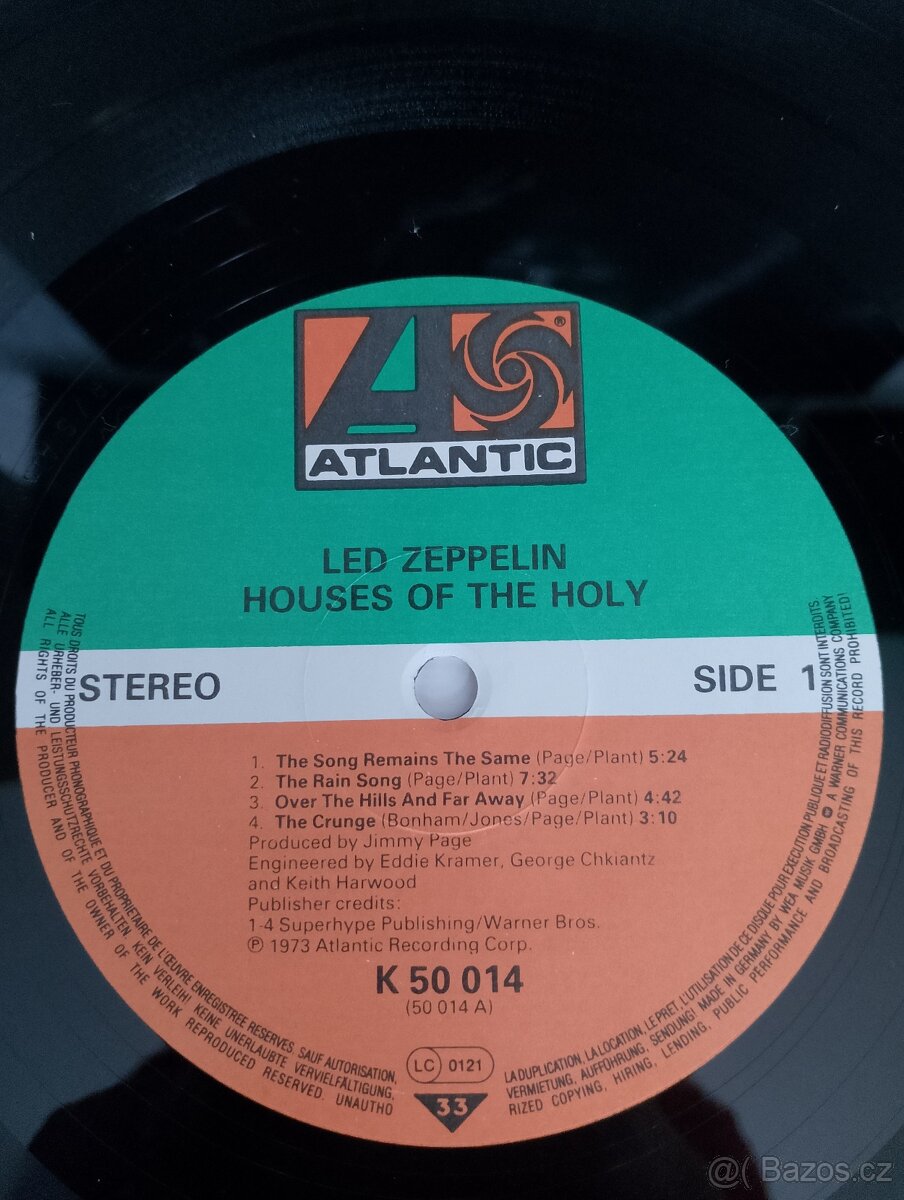 ATLANTIC®
LED ZEPPELIN
HOUSES OF THE HOLY
STEREO
SIDE 1
1. The Song Remains The Same (Page/Plant) 5:24
2. The Rain Song (Page/Plant) 7:32
3. Over The Hills And Far Away (Page/Plant) 4:42
4. The Crunge (Bonham/Jones/Page/Plant) 3:10
Produced by Jimmy Page
Engineered by Eddie Kramer, George Chkiantz
and Keith Harwood
Publisher credits:
1-4 Superhype Publishing/Warner Bros.
℗ 1973 Atlantic Recording Corp.
K 50 014
(50 014 A)
LC 0121
33
TOUS DROITS DU PRODUCTEUR PHONOGRAPHIQUE ET DU PROPRIETAIRE DE L'ŒUVRE ENREGISTREE RESERVES. SAUF AUTORISATION,
ALLE URHEBER- UND LEISTUNGSSCHUTZRECHTE VORBEHALTEN. KEIN VERLEIH! KEINE UNERLAUBTE VERVIELFÄLTIGUNG,
ALL RIGHTS OF THE PRODUCER AND OF THE OWNER OF THE WORK REPRODUCED RESERVED. UNAUTHO
LA DUPLICATION, LA LOCATION, LE PRET, L'UTILISATION DE CE DISQUE POUR EXECUTION PUBLIQUE ET RADIODIFFUSION SONT INTERDITS.
VERMIETUNG, AUFFÜHRUNG, SENDUNG! MADE IN GERMANY BY WEA MUSIK GMBH A WARNER COMMUNICATIONS COMPANY
RIZED COPYING, HIRING, LENDING, PUBLIC PERFORMANCE AND BROADCASTING OF THIS RECORD PROHIBITED!
@( Bazos.cz